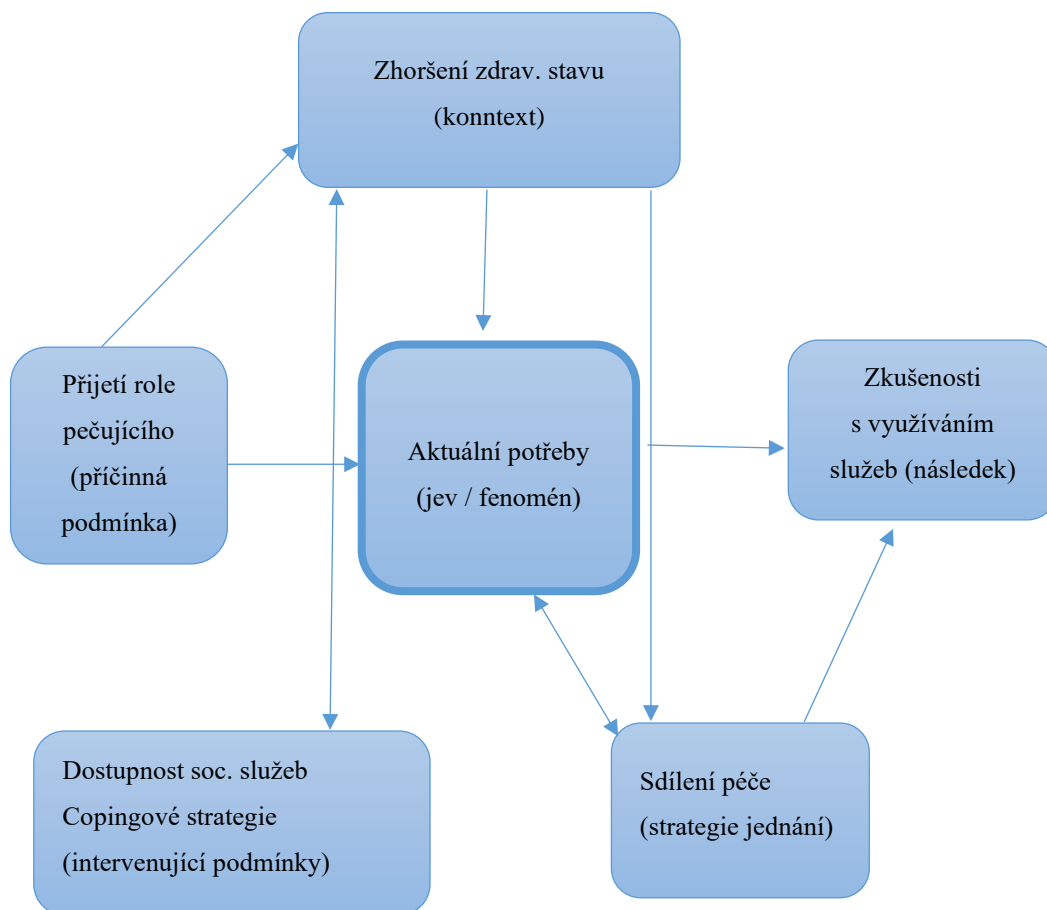 Zhoršení zdrav. stavu
(konntext)
Přijetí role
pečujícího
(příčinná
podmínka)
Aktuální potřeby
(jev / fenomén)
Zkušenosti
s využíváním
služeb (následek)
Dostupnost soc. služeb
Copingové strategie
(intervenující podmínky)
Sdílení péče
(strategie jednání)